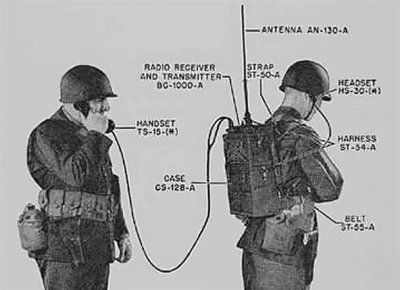 ANTENNA AN-130-A
RADIO RECEIVER
AND TRANSMITTER
BC-1000-A
STRAP
ST-50-A
HEADSET
HS-30-(*)
HANDSET
TS-15-(*)
HARNESS
ST-54-A
CASE
CS-128-A
BELT
ST-55-A